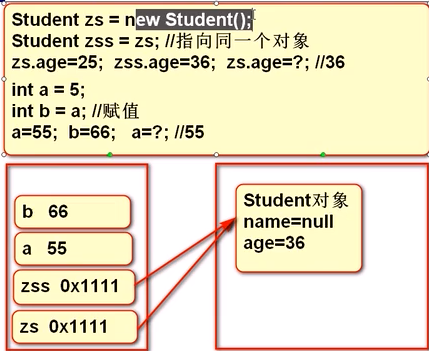 Student zs = new Student();
Student zss = zs; //指向同一个对象
zs.age=25; zss.age=36; zs.age=?; //36
int a = 5;
int b = a; //赋值
a=55; b=66; a=?; //55
b 66
a 55
zss 0x1111
zs 0x1111
Student对象
name=null
age=36